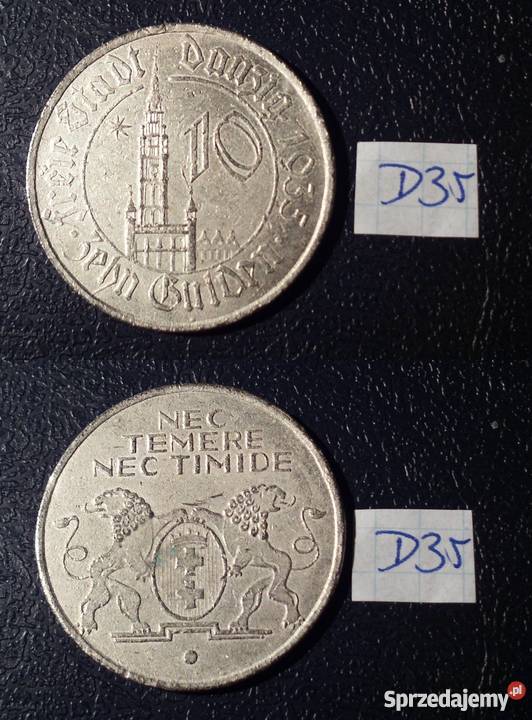 Freie Stadt Danzig 1935
10
Zehn Gulden
D35
NEC
TEMERE
NEC TIMIDE
D35
Sprzedajemy.pl